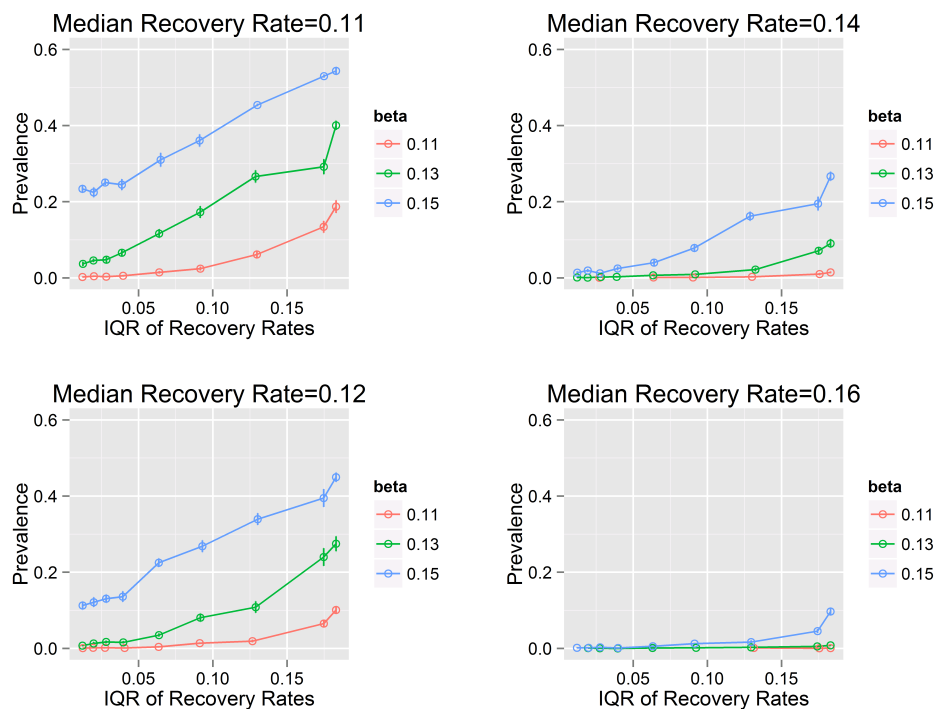 Median Recovery Rate=0.11
0.6
0.4
0.2
0.0
Prevalence
0.05 0.10 0.15
IQR of Recovery Rates
beta
0.11
0.13
0.15
Median Recovery Rate=0.14
0.6
0.4
0.2
0.0
Prevalence
0.05 0.10 0.15
IQR of Recovery Rates
beta
0.11
0.13
0.15
Median Recovery Rate=0.12
0.6
0.4
0.2
0.0
Prevalence
0.05 0.10 0.15
IQR of Recovery Rates
beta
0.11
0.13
0.15
Median Recovery Rate=0.16
0.6
0.4
0.2
0.0
Prevalence
0.05 0.10 0.15
IQR of Recovery Rates
beta
0.11
0.13
0.15